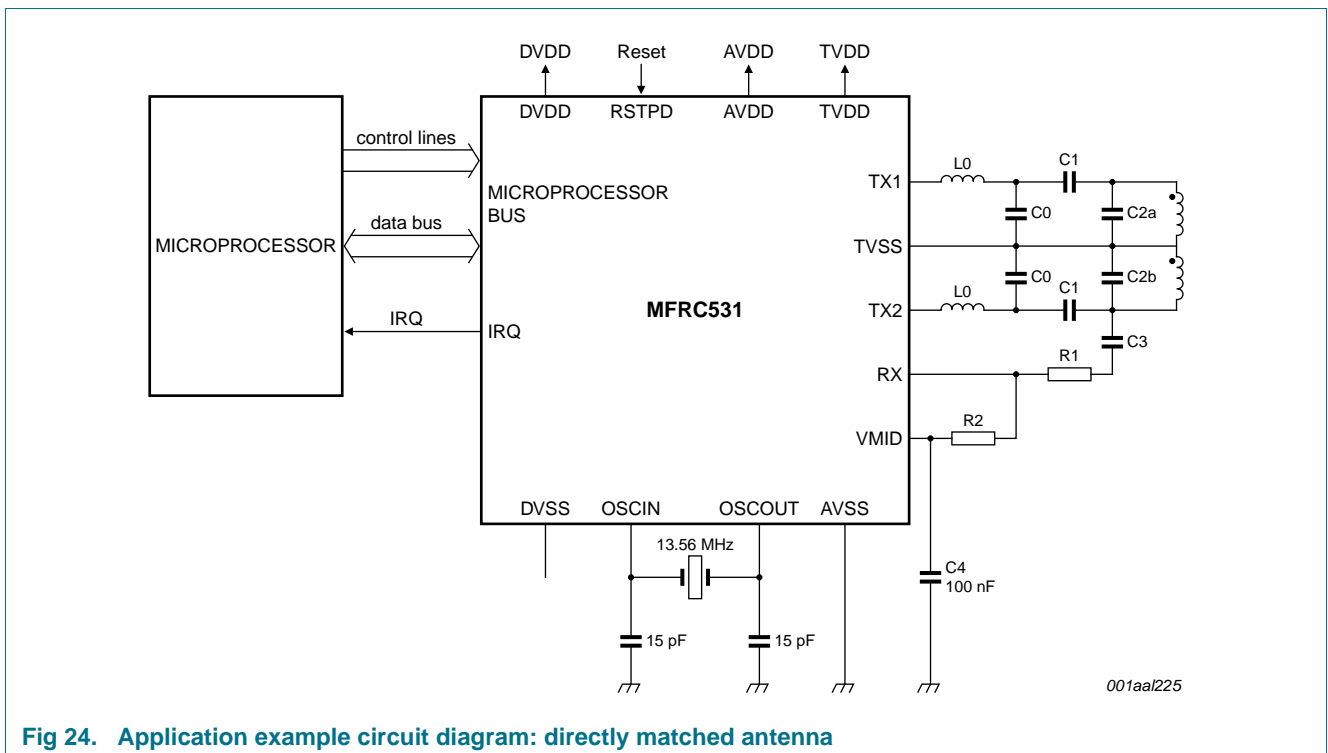 DVDD Reset AVDD TVDD
DVDD RSTPD AVDD TVDD
control lines
L0 C1
TX1
MICROPROCESSOR
BUS
C0 C2a
data bus
MICROPROCESSOR
TVSS
C0 C2b
L0 C1
MFRC531
TX2
IRQ
IRQ
C3
R1
RX
R2
VMID
DVSS OSCIN OSCOUT AVSS
13.56 MHz
C4
100 nF
15 pF 15 pF
001aal225
Fig 24. Application example circuit diagram: directly matched antenna